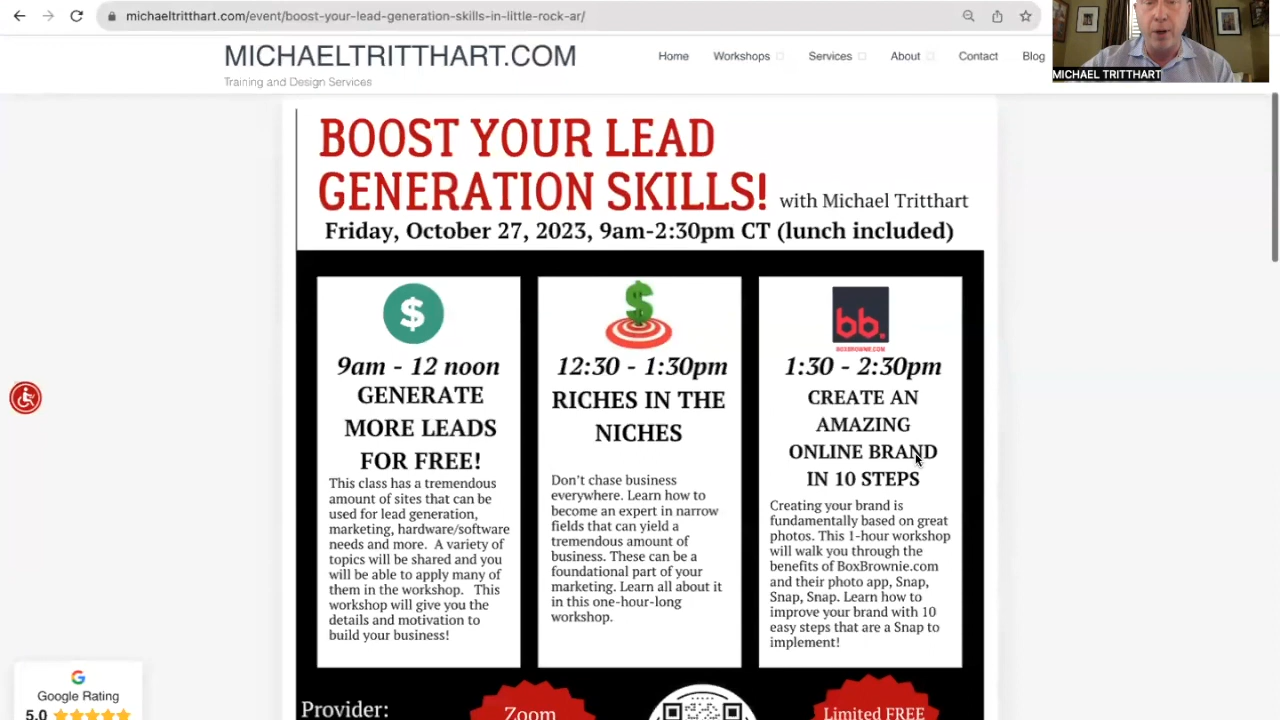 michaeltritthart.com/event/boost-your-lead-generation-skills-in-little-rock-ar/
MICHAELTRITTHART.COM
Training and Design Services
Home
Workshops
Services
About
Contact
Blog
MICHAEL TRITTHART
BOOST YOUR LEAD
GENERATION SKILLS! with Michael Tritthart
Friday, October 27, 2023, 9am-2:30pm CT (lunch included)
$
9am - 12 noon
GENERATE
MORE LEADS
FOR FREE!
This class has a tremendous
amount of sites that can be
used for lead generation,
marketing, hardware/software
needs and more. A variety of
topics will be shared and you
will be able to apply many of
them in the workshop. This
workshop will give you the
details and motivation to
build your business!
$
12:30 - 1:30pm
RICHES IN THE
NICHES
Don't chase business
everywhere. Learn how to
become an expert in narrow
fields that can yield a
tremendous amount of
business. These can be a
foundational part of your
marketing. Learn all about it
in this one-hour-long
workshop.
bb.
BOXBROWNIE.COM
1:30 - 2:30pm
CREATE AN
AMAZING
ONLINE BRAND
IN 10 STEPS
Creating your brand is
fundamentally based on great
photos. This 1-hour workshop
will walk you through the
benefits of BoxBrownie.com
and their photo app, Snap,
Snap, Snap. Learn how to
improve your brand with 10
easy steps that are a Snap to
implement!
Google Rating
5.0
Provider:
Zoom
Limited FREE